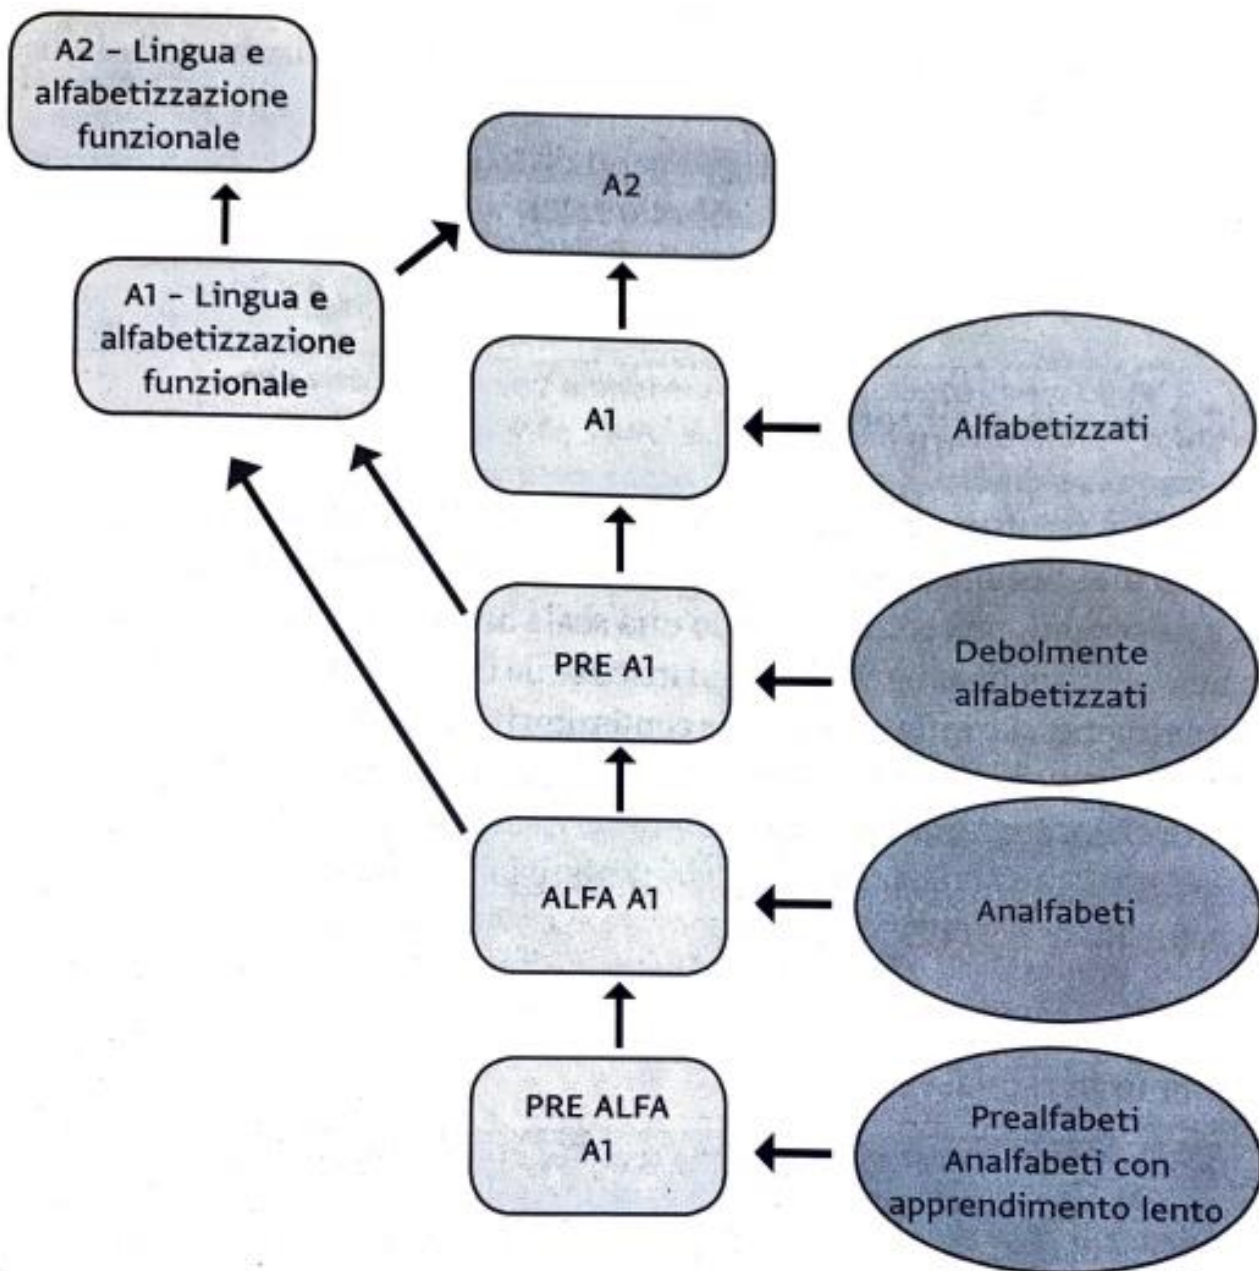 A2 – Lingua e
alfabetizzazione
funzionale
A2
A1 – Lingua e
alfabetizzazione
funzionale
A1
Alfabetizzati
PRE A1
Debolmente
alfabetizzati
ALFA A1
Analfabeti
PRE ALFA
A1
Prealfabeti
Analfabeti con
apprendimento lento